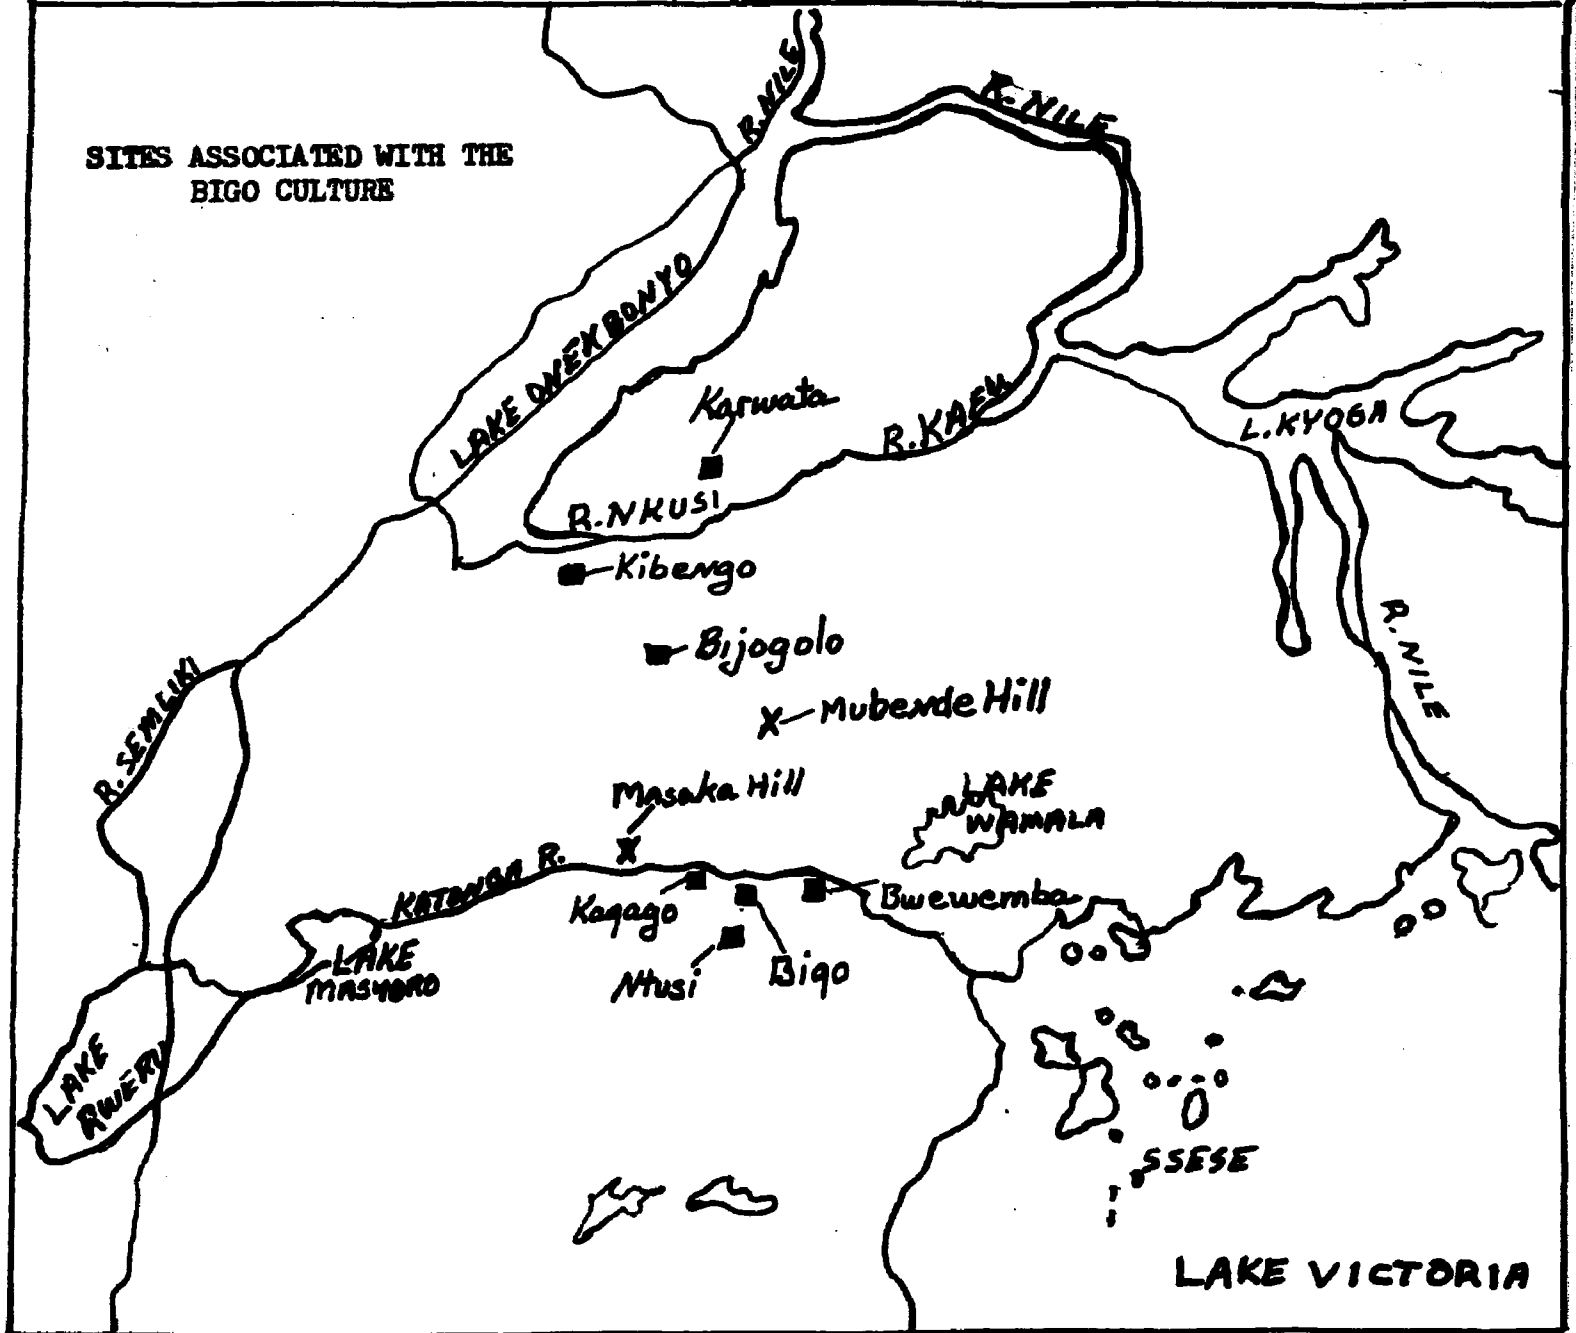 R. NILE
R. NILE
SITES ASSOCIATED WITH THE
BIGO CULTURE
LAKE ONEKBONYO
Karwata
R. KAFU
L. KYOGA
R. NKUSI
Kibengo
Bijogolo
R. NILE
R. SEMLIKI
Mubende Hill
Masaka Hill
LAKE
WAMALA
KATONGA R.
Kagago
Bwewemba
LAKE
MASYORO
Ntusi
Bigo
LAKE
RWERU
SSESE
LAKE VICTORIA